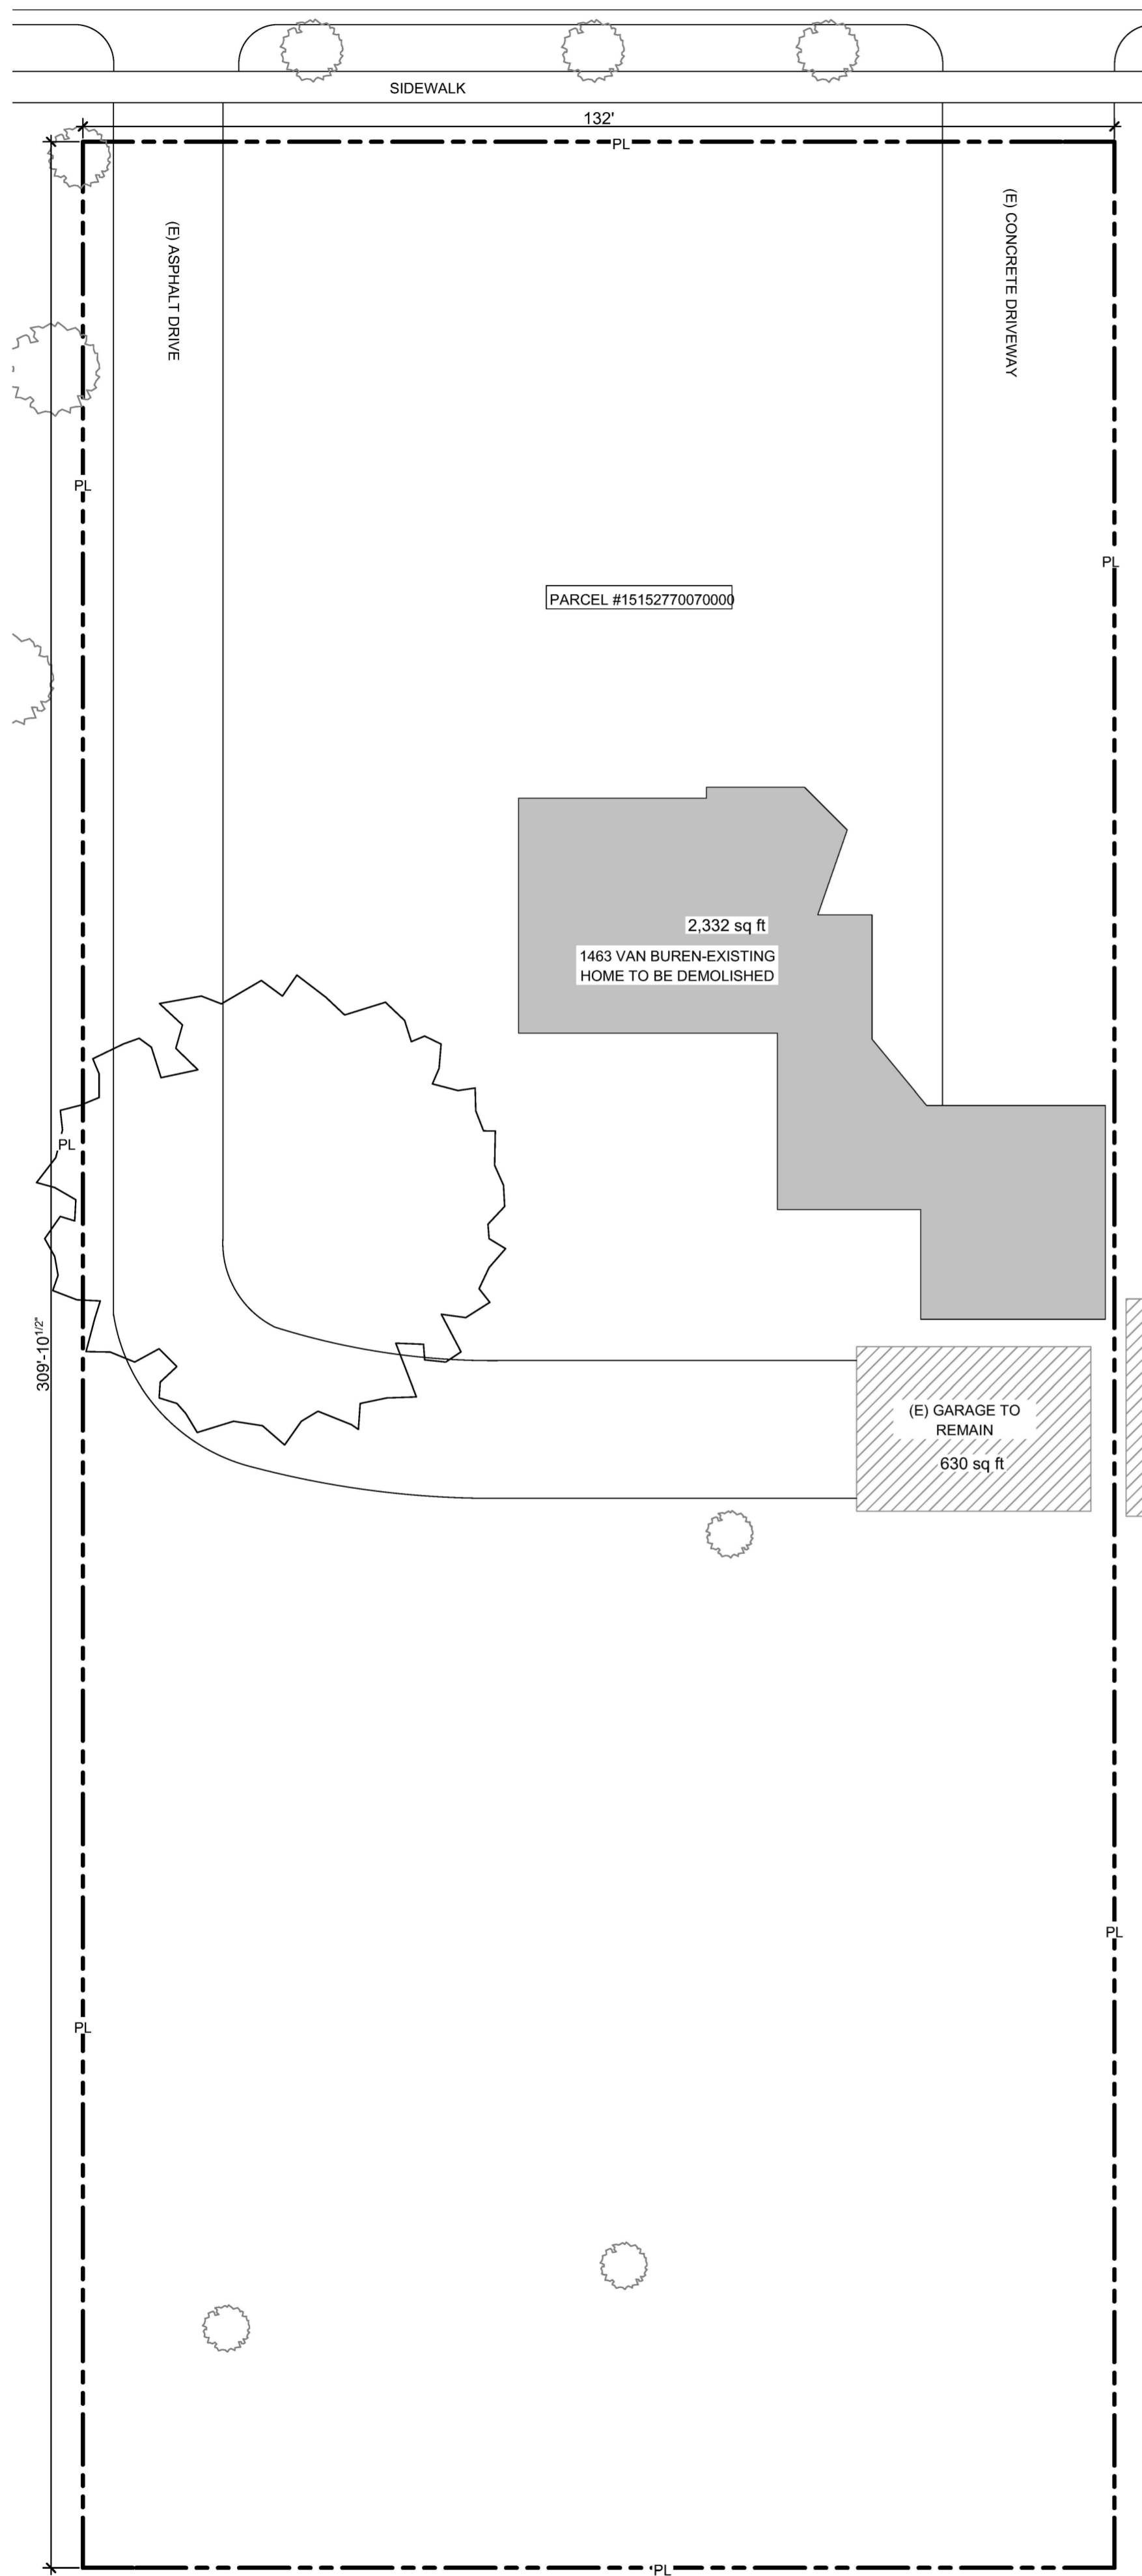 SIDEWALK
132'
PL
(E) ASPHALT DRIVE
(E) CONCRETE DRIVEWAY
PL
PL
PARCEL #15152770070000
2,332 sq ft
1463 VAN BUREN-EXISTING
HOME TO BE DEMOLISHED
PL
309'-10 1/2"
(E) GARAGE TO
REMAIN
630 sq ft
PL
PL
PL